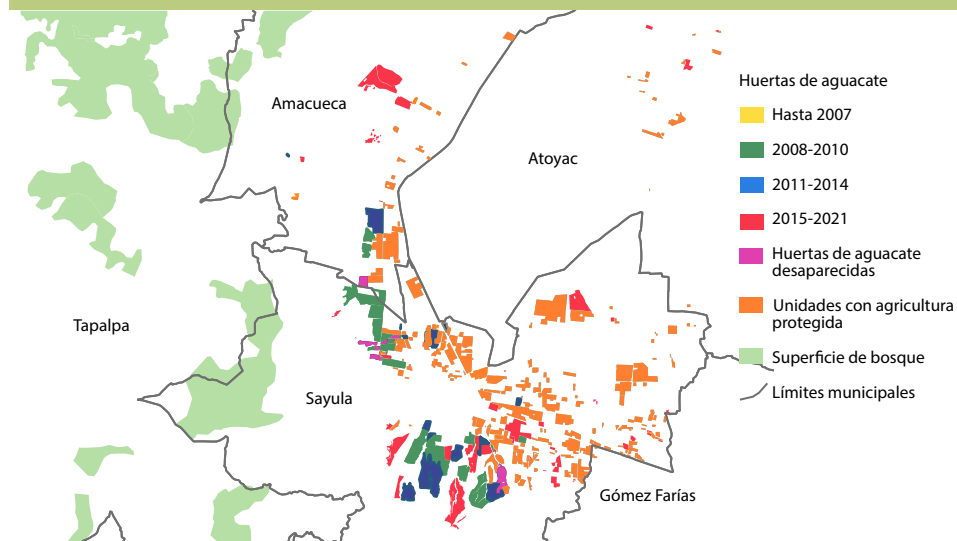 Amacueca
Atoyac
Tapalpa
Sayula
Gómez Farías
Huertas de aguacate
Hasta 2007
2008-2010
2011-2014
2015-2021
Huertas de aguacate
desaparecidas
Unidades con agricultura
protegida
Superficie de bosque
Límites municipales